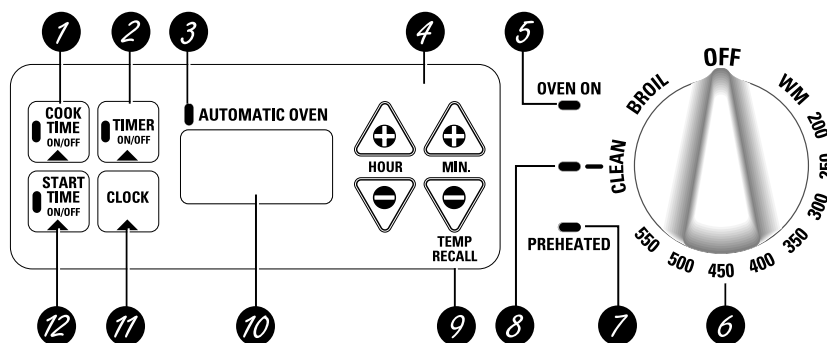 1
2
3
4
5
COOK
TIME
ON/OFF
TIMER
ON/OFF
AUTOMATIC OVEN
HOUR
MIN.
START
TIME
ON/OFF
CLOCK
TEMP
RECALL
OVEN ON
CLEAN
PREHEATED
OFF
WM
200
250
300
350
400
450
500
550
BROIL
12
11
10
9
8
7
6